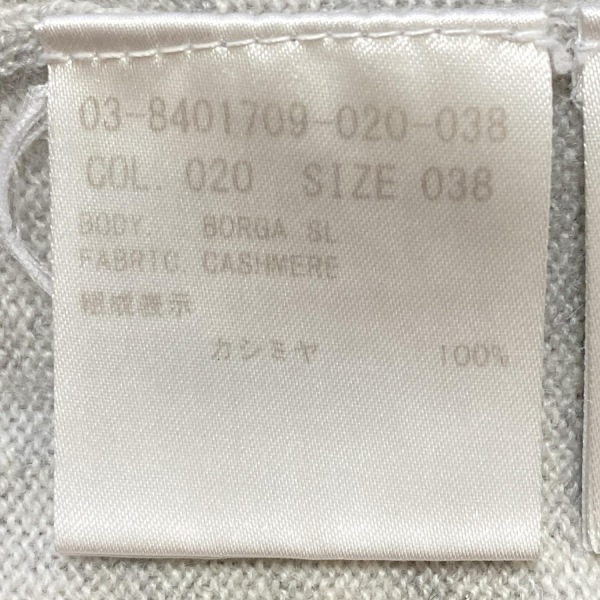 03-8401709-020-038
COL. 020 SIZE 038
BODY. BORGA SL
FABRIC. CASHMERE
組成表示
カシミヤ 100%